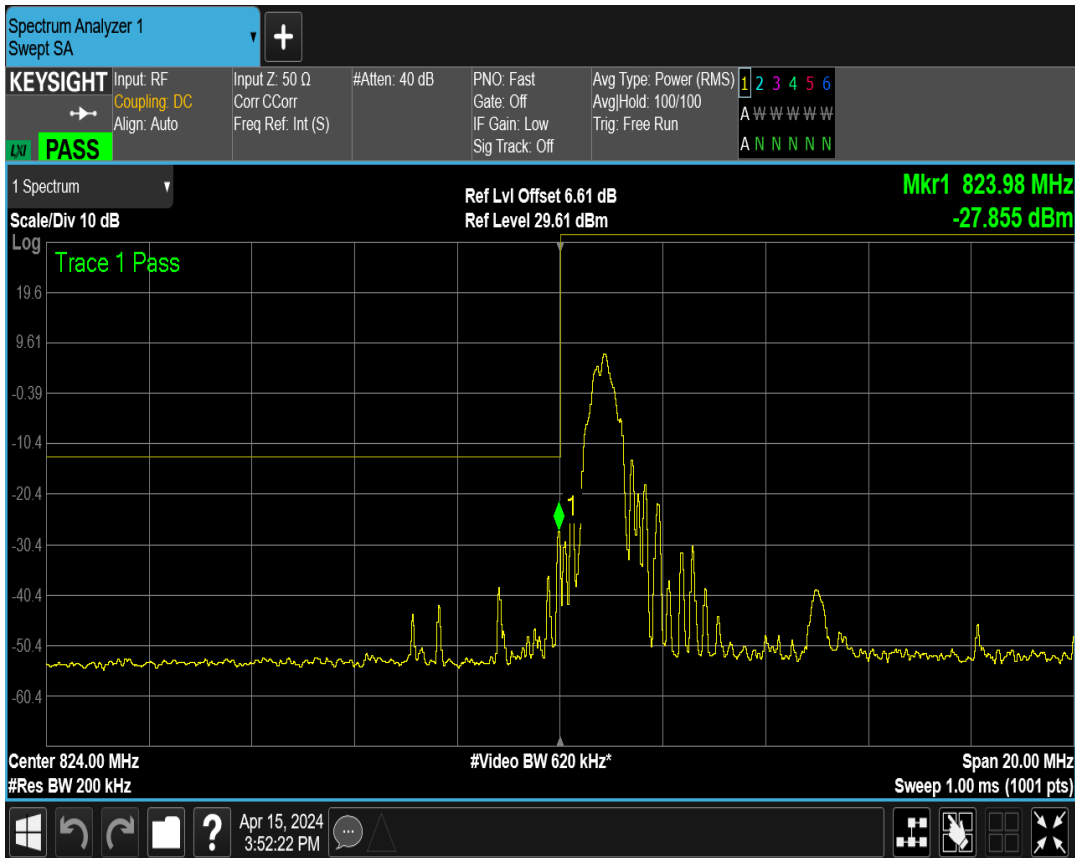 Spectrum Analyzer 1
Swept SA
KEYSIGHT
LXI PASS
Input: RF
Coupling: DC
Align: Auto
Input Z: 50 Ω
Corr CCorr
Freq Ref: Int (S)
#Atten: 40 dB
PNO: Fast
Gate: Off
IF Gain: Low
Sig Track: Off
Avg Type: Power (RMS)
Avg|Hold: 100/100
Trig: Free Run
1 2 3 4 5 6
A W W W W W
A N N N N N
1 Spectrum
Scale/Div 10 dB
Ref Lvl Offset 6.61 dB
Ref Level 29.61 dBm
Mkr1 823.98 MHz
-27.855 dBm
Log
Trace 1 Pass
19.6
9.61
-0.39
-10.4
-20.4
1
-30.4
-40.4
-50.4
-60.4
Center 824.00 MHz
#Res BW 200 kHz
#Video BW 620 kHz*
Span 20.00 MHz
Sweep 1.00 ms (1001 pts)
?
Apr 15, 2024
3:52:22 PM